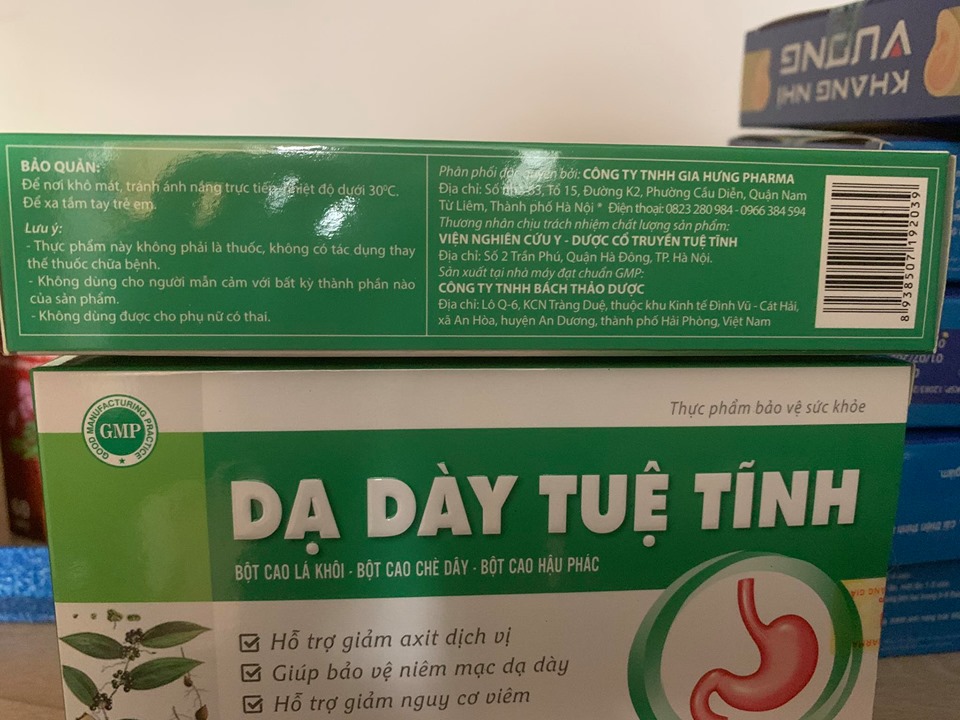 KHANG NHỊ
VƯƠNG
BẢO QUẢN:
Để nơi khô mát, tránh ánh nắng trực tiếp, nhiệt độ dưới 30°C.
Để xa tầm tay trẻ em.
Lưu ý:
- Thực phẩm này không phải là thuốc, không có tác dụng thay
thế thuốc chữa bệnh.
- Không dùng cho người mẫn cảm với bất kỳ thành phần nào
của sản phẩm.
- Không dùng được cho phụ nữ có thai.
Phân phối độc quyền bởi: CÔNG TY TNHH GIA HƯNG PHARMA
Địa chỉ: Số nhà 83, Tổ 15, Đường K2, Phường Cầu Diễn, Quận Nam
Từ Liêm, Thành phố Hà Nội * Điện thoại: 0823 280 984 - 0966 384 594
Thương nhân chịu trách nhiệm chất lượng sản phẩm:
VIỆN NGHIÊN CỨU Y - DƯỢC CỔ TRUYỀN TUỆ TĨNH
Địa chỉ: Số 2 Trần Phú, Quận Hà Đông, TP. Hà Nội.
Sản xuất tại nhà máy đạt chuẩn GMP:
CÔNG TY TNHH BÁCH THẢO DƯỢC
Địa chỉ: Lô Q-6, KCN Tràng Duệ, thuộc khu Kinh tế Đình Vũ - Cát Hải,
xã An Hòa, huyện An Dương, thành phố Hải Phòng, Việt Nam
8 938507 192039
GOOD MANUFACTURING PRACTICE
GMP
Thực phẩm bảo vệ sức khỏe
DẠ DÀY TUỆ TĨNH
BỘT CAO LÁ KHÔI - BỘT CAO CHÈ DÂY - BỘT CAO HẬU PHÁC
Hỗ trợ giảm axit dịch vị
Giúp bảo vệ niêm mạc dạ dày
Hỗ trợ giảm nguy cơ viêm